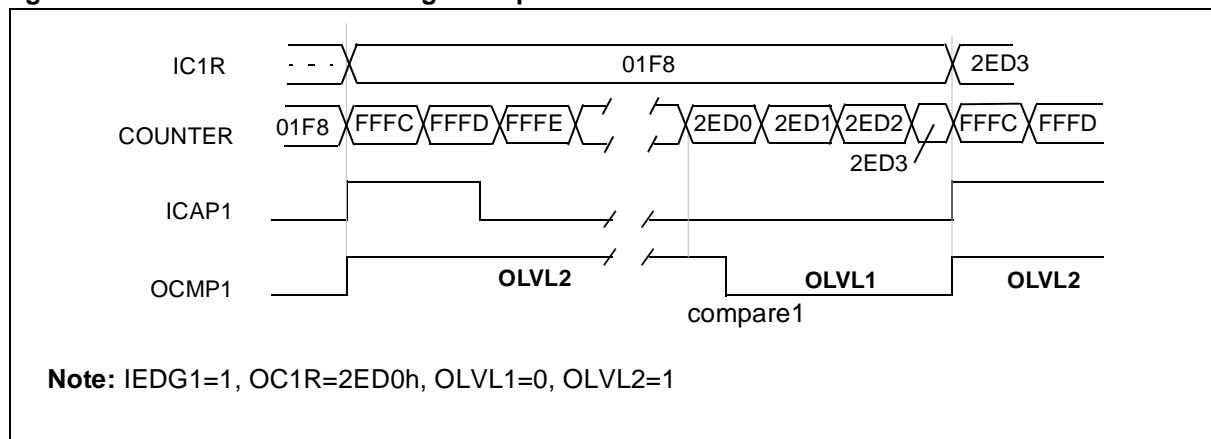 IC1R - - - 01F8 2ED3
COUNTER 01F8 FFFC FFFD FFFE 2ED0 2ED1 2ED2 FFFC FFFD
2ED3
ICAP1
OCMP1 OLVL2 OLVL1 OLVL2
compare1
Note: IEDG1=1, OC1R=2ED0h, OLVL1=0, OLVL2=1